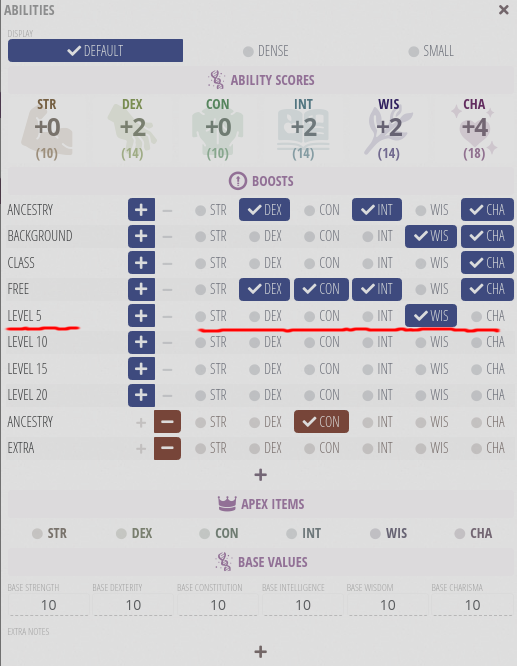 ABILITIES
DISPLAY
DEFAULT DENSE SMALL
ABILITY SCORES
STR DEX CON INT WIS CHA
+0 +2 +0 +2 +2 +4
(10) (14) (10) (14) (14) (18)
BOOSTS
ANCESTRY + – STR DEX CON INT WIS CHA
BACKGROUND + – STR DEX CON INT WIS CHA
CLASS + – STR DEX CON INT WIS CHA
FREE + – STR DEX CON INT WIS CHA
LEVEL 5 + – STR DEX CON INT WIS CHA
LEVEL 10 + – STR DEX CON INT WIS CHA
LEVEL 15 + – STR DEX CON INT WIS CHA
LEVEL 20 + – STR DEX CON INT WIS CHA
ANCESTRY + – STR DEX CON INT WIS CHA
EXTRA + – STR DEX CON INT WIS CHA
+
APEX ITEMS
STR DEX CON INT WIS CHA
BASE VALUES
BASE STRENGTH BASE DEXTERITY BASE CONSTITUTION BASE INTELLIGENCE BASE WISDOM BASE CHARISMA
10 10 10 10 10 10
EXTRA NOTES
+